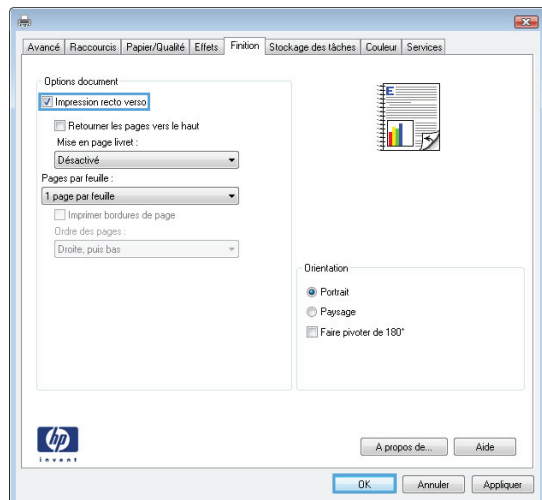 Avancé Raccourcis Papier/Qualité Effets Finition Stockage des tâches Couleur Services
Options document
Impression recto verso
Retourner les pages vers le haut
Mise en page livret :
Désactivé
Pages par feuille :
1 page par feuille
Imprimer bordures de page
Ordre des pages :
Droite, puis bas
E
Orientation
Portrait
Paysage
Faire pivoter de 180°
hp
invent
A propos de... Aide
OK Annuler Appliquer